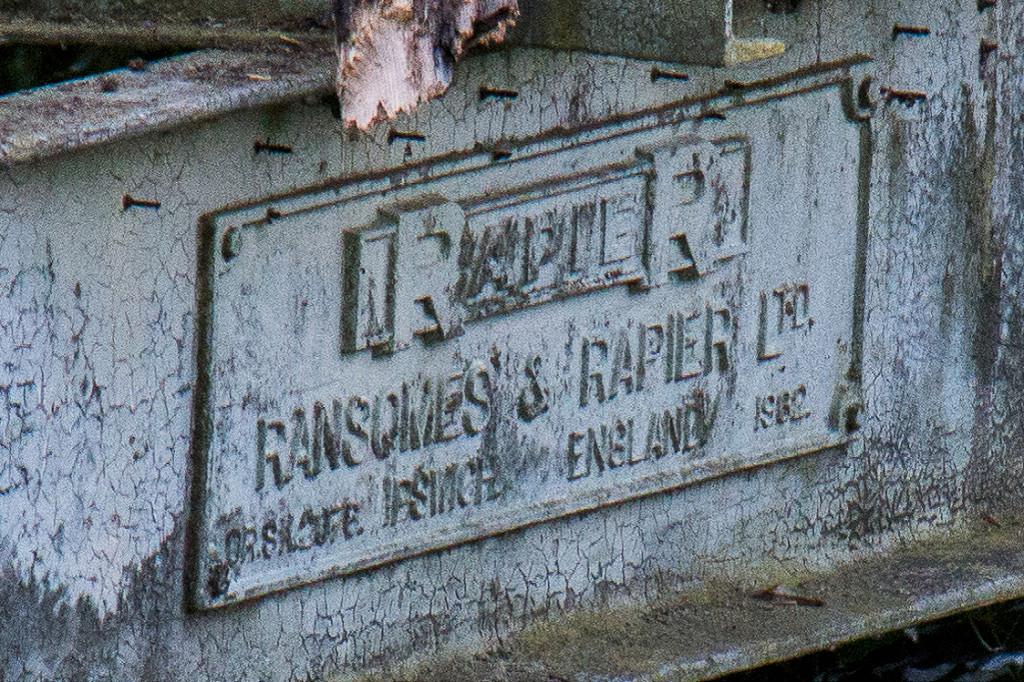 RAPIER
RANSOMES & RAPIER LTD.
IPSWICH. ENGLAND 1962.